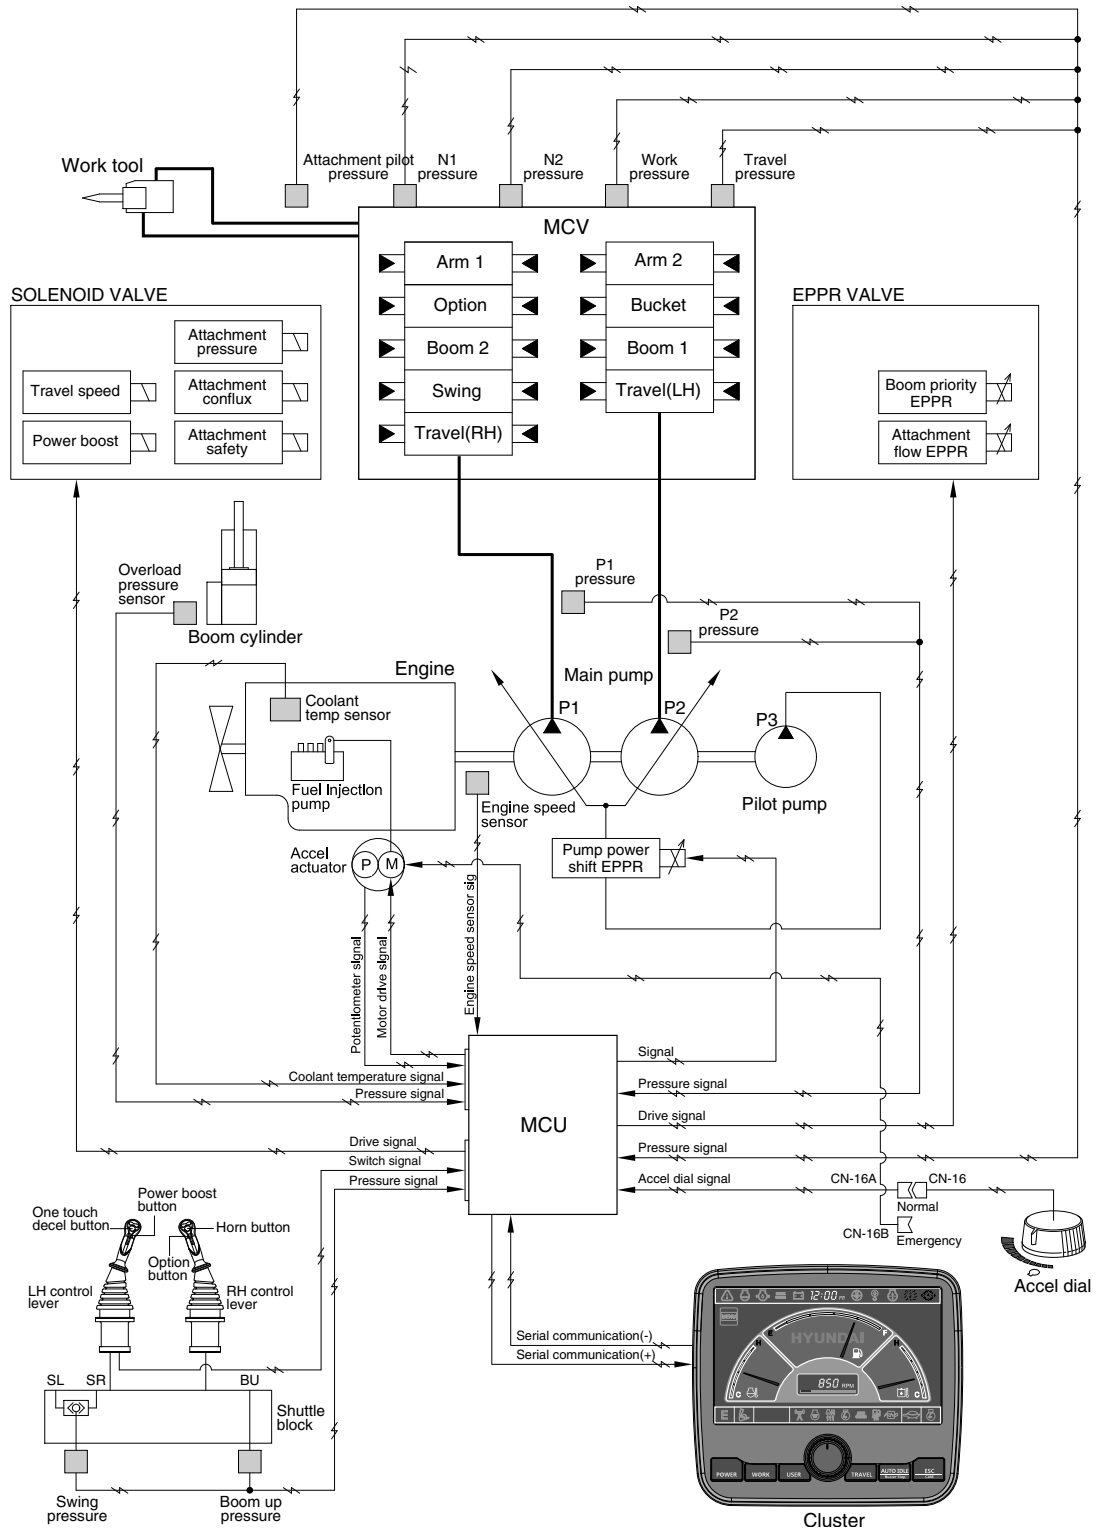 Attachment pilot
pressure
N1
pressure
N2
pressure
Work
pressure
Travel
pressure
Work tool
MCV
Arm 1
Arm 2
Option
Bucket
Boom 2
Boom 1
Swing
Travel(LH)
Travel(RH)
SOLENOID VALVE
Attachment
pressure
Travel speed
Attachment
conflux
Power boost
Attachment
safety
EPPR VALVE
Boom priority
EPPR
Attachment
flow EPPR
Overload
pressure
sensor
Boom cylinder
P1
pressure
P2
pressure
Engine
Main pump
Coolant
temp sensor
P1
P2
P3
Fuel injection
pump
Engine speed
sensor
Pilot pump
Accel
actuator
P
M
Pump power
shift EPPR
Potentiometer signal
Motor drive signal
Engine speed sensor sig
Signal
Coolant temperature signal
Pressure signal
Pressure signal
MCU
Drive signal
Drive signal
Pressure signal
Switch signal
Pressure signal
Accel dial signal
CN-16A
CN-16
Normal
CN-16B
Emergency
Accel dial
Power boost
button
One touch
decel button
Horn button
Option
button
LH control
lever
RH control
lever
SL
SR
BU
Shuttle
block
Swing
pressure
Boom up
pressure
Serial communication(-)
Serial communication(+)
12:00
MENU
HYUNDAI
E
F
H
C
H
C
850 RPM
E
POWER
WORK
USER
TRAVEL
AUTO IDLE
ESC
Cluster